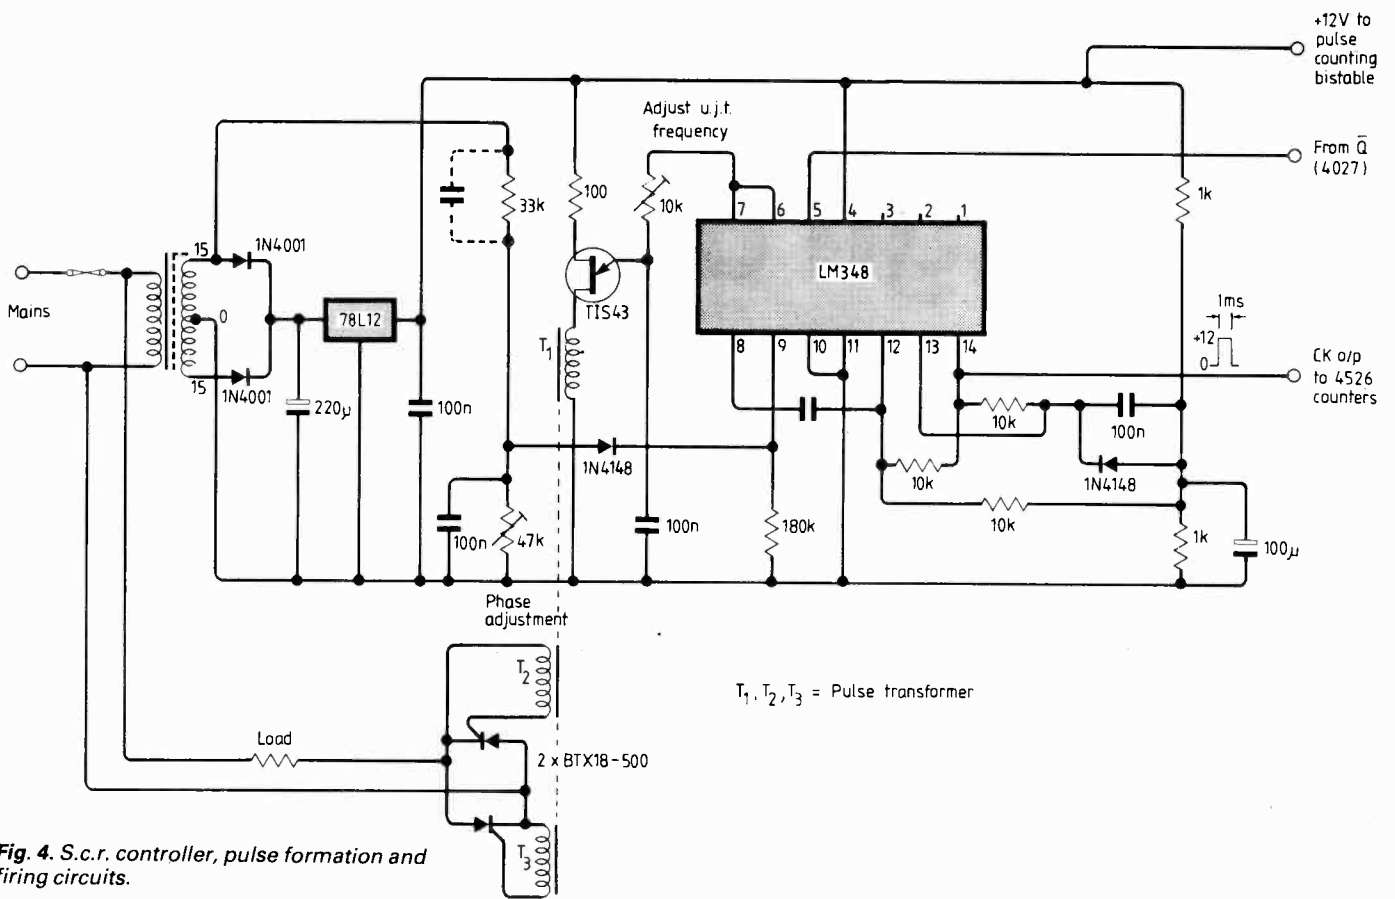 +12V to
pulse
counting
bistable
Adjust u.j.t.
frequency
From Q̄
(4027)
33k
100
10k
1k
7 6 5 4 3 2 1
15
1N4001
LM348
Mains
0
78L12
TIS43
1ms
+12
0
T1
8 9 10 11 12 13 14
CK o/p
to 4526
counters
15
1N4001
220µ
100n
10k
100n
1N4148
10k
1N4148
100n
47k
100n
180k
10k
1k
100µ
Phase
adjustment
T2
T1, T2, T3 = Pulse transformer
Load
2 x BTX18-500
T3
Fig. 4. S.c.r. controller, pulse formation and
firing circuits.